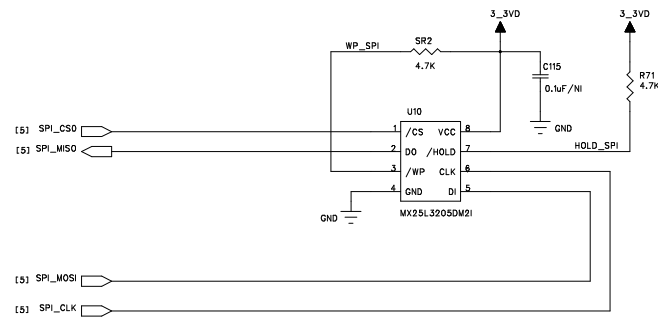 3_3VD 3_3VD
WP_SPI SR2
4.7K
C115
0.1uF/NI
R71
4.7K
GND
U10
[5] SPI_CS0 1 /CS VCC 8
[5] SPI_MISO 2 DO /HOLD 7 HOLD_SPI
3 /WP CLK 6
4 GND DI 5
GND
MX25L3205DM2I
[5] SPI_MOSI
[5] SPI_CLK